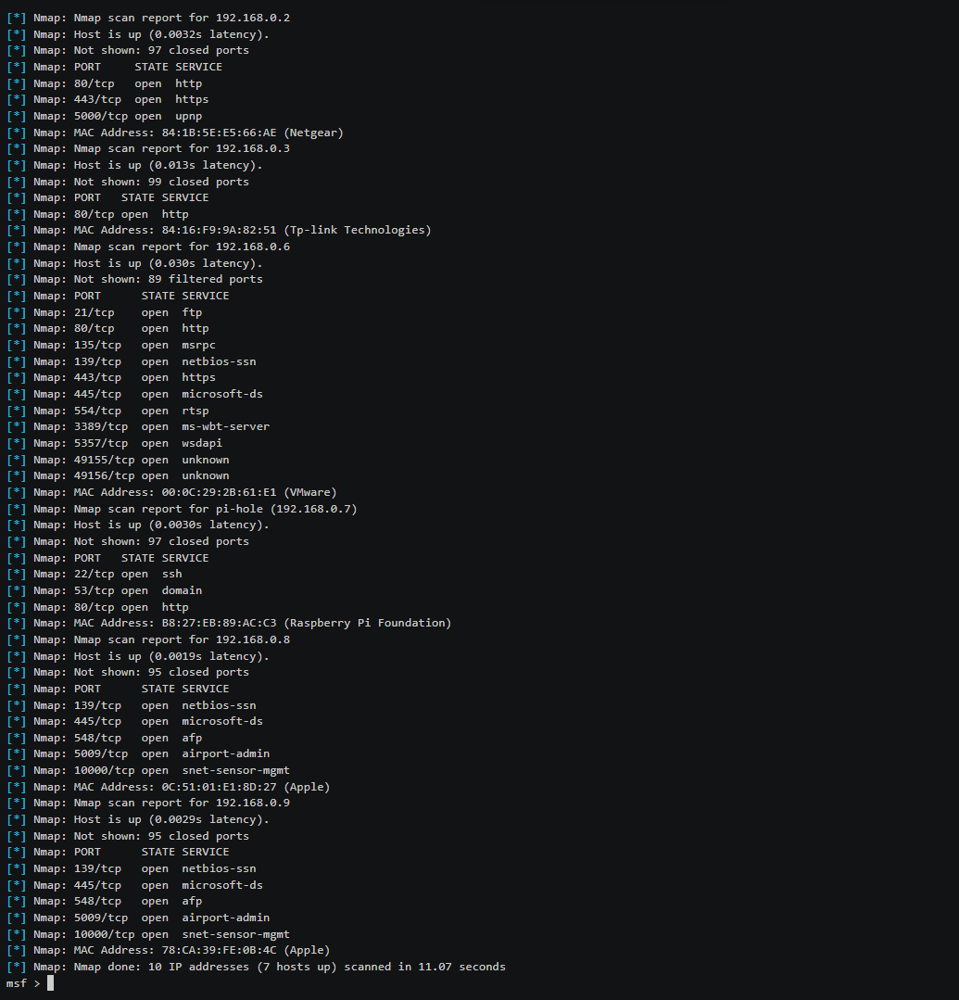 [*] Nmap: Nmap scan report for 192.168.0.2
[*] Nmap: Host is up (0.0032s latency).
[*] Nmap: Not shown: 97 closed ports
[*] Nmap: PORT     STATE SERVICE
[*] Nmap: 80/tcp   open  http
[*] Nmap: 443/tcp  open  https
[*] Nmap: 5000/tcp open  upnp
[*] Nmap: MAC Address: 84:1B:5E:E5:66:AE (Netgear)
[*] Nmap: Nmap scan report for 192.168.0.3
[*] Nmap: Host is up (0.013s latency).
[*] Nmap: Not shown: 99 closed ports
[*] Nmap: PORT   STATE SERVICE
[*] Nmap: 80/tcp open  http
[*] Nmap: MAC Address: 84:16:F9:9A:82:51 (Tp-link Technologies)
[*] Nmap: Nmap scan report for 192.168.0.6
[*] Nmap: Host is up (0.030s latency).
[*] Nmap: Not shown: 89 filtered ports
[*] Nmap: PORT      STATE SERVICE
[*] Nmap: 21/tcp    open  ftp
[*] Nmap: 80/tcp    open  http
[*] Nmap: 135/tcp   open  msrpc
[*] Nmap: 139/tcp   open  netbios-ssn
[*] Nmap: 443/tcp   open  https
[*] Nmap: 445/tcp   open  microsoft-ds
[*] Nmap: 554/tcp   open  rtsp
[*] Nmap: 3389/tcp  open  ms-wbt-server
[*] Nmap: 5357/tcp  open  wsdapi
[*] Nmap: 49155/tcp open  unknown
[*] Nmap: 49156/tcp open  unknown
[*] Nmap: MAC Address: 00:0C:29:2B:61:E1 (VMware)
[*] Nmap: Nmap scan report for pi-hole (192.168.0.7)
[*] Nmap: Host is up (0.0030s latency).
[*] Nmap: Not shown: 97 closed ports
[*] Nmap: PORT   STATE SERVICE
[*] Nmap: 22/tcp open  ssh
[*] Nmap: 53/tcp open  domain
[*] Nmap: 80/tcp open  http
[*] Nmap: MAC Address: B8:27:EB:89:AC:C3 (Raspberry Pi Foundation)
[*] Nmap: Nmap scan report for 192.168.0.8
[*] Nmap: Host is up (0.0019s latency).
[*] Nmap: Not shown: 95 closed ports
[*] Nmap: PORT      STATE SERVICE
[*] Nmap: 139/tcp   open  netbios-ssn
[*] Nmap: 445/tcp   open  microsoft-ds
[*] Nmap: 548/tcp   open  afp
[*] Nmap: 5009/tcp  open  airport-admin
[*] Nmap: 10000/tcp open  snet-sensor-mgmt
[*] Nmap: MAC Address: 0C:51:01:E1:8D:27 (Apple)
[*] Nmap: Nmap scan report for 192.168.0.9
[*] Nmap: Host is up (0.0029s latency).
[*] Nmap: Not shown: 95 closed ports
[*] Nmap: PORT      STATE SERVICE
[*] Nmap: 139/tcp   open  netbios-ssn
[*] Nmap: 445/tcp   open  microsoft-ds
[*] Nmap: 548/tcp   open  afp
[*] Nmap: 5009/tcp  open  airport-admin
[*] Nmap: 10000/tcp open  snet-sensor-mgmt
[*] Nmap: MAC Address: 78:CA:39:FE:0B:4C (Apple)
[*] Nmap: Nmap done: 10 IP addresses (7 hosts up) scanned in 11.07 seconds
msf >